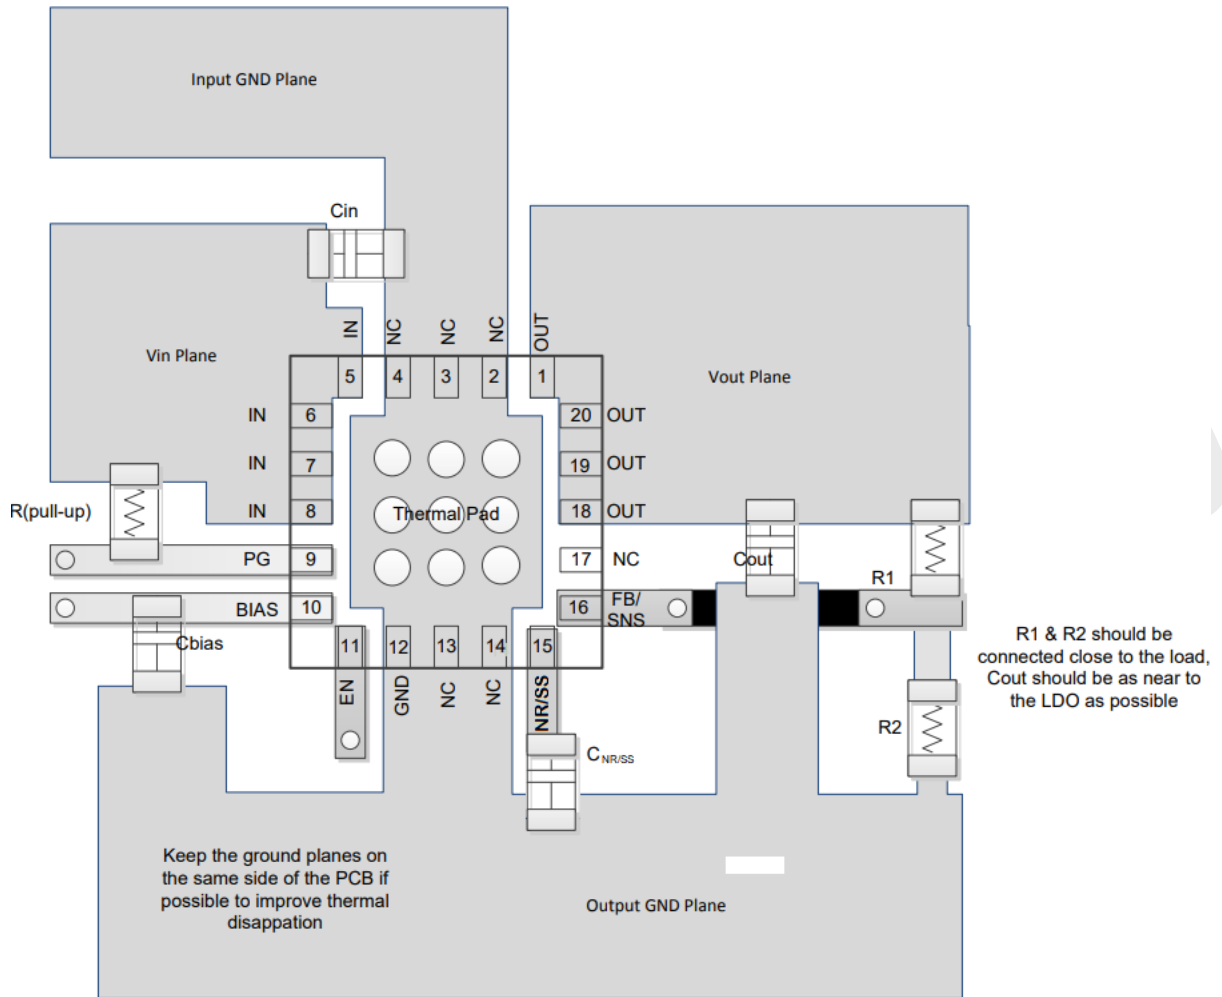 Input GND Plane
Cin
Vin Plane
Vout Plane
IN
NC
NC
NC
OUT
5
4
3
2
1
IN
6
20
OUT
IN
7
19
OUT
R(pull-up)
IN
8
Thermal Pad
18
OUT
PG
9
17
NC
Cout
R1
BIAS
10
16
FB/
SNS
Cbias
11
12
13
14
15
EN
GND
NC
NC
NR/SS
R1 & R2 should be
connected close to the load,
Cout should be as near to
the LDO as possible
R2
CNR/SS
Keep the ground planes on
the same side of the PCB if
possible to improve thermal
disappation
Output GND Plane